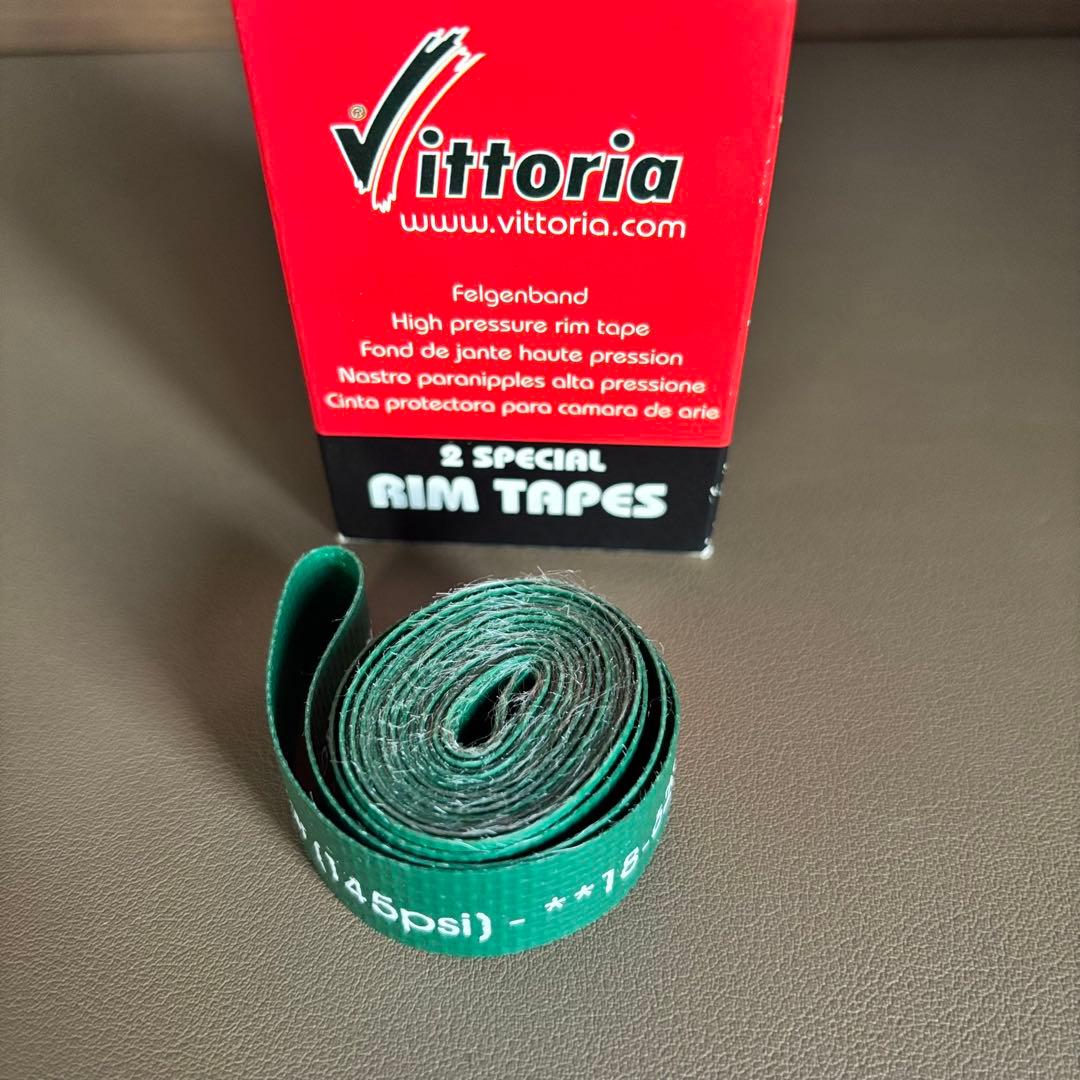 Vittoria
®
www.vittoria.com
Felgenband
High pressure rim tape
Fond de jante haute pression
Nastro paranipples alta pressione
Cinta protectora para camara de arie
2 SPECIAL
RIM TAPES
(145psi) - **18-